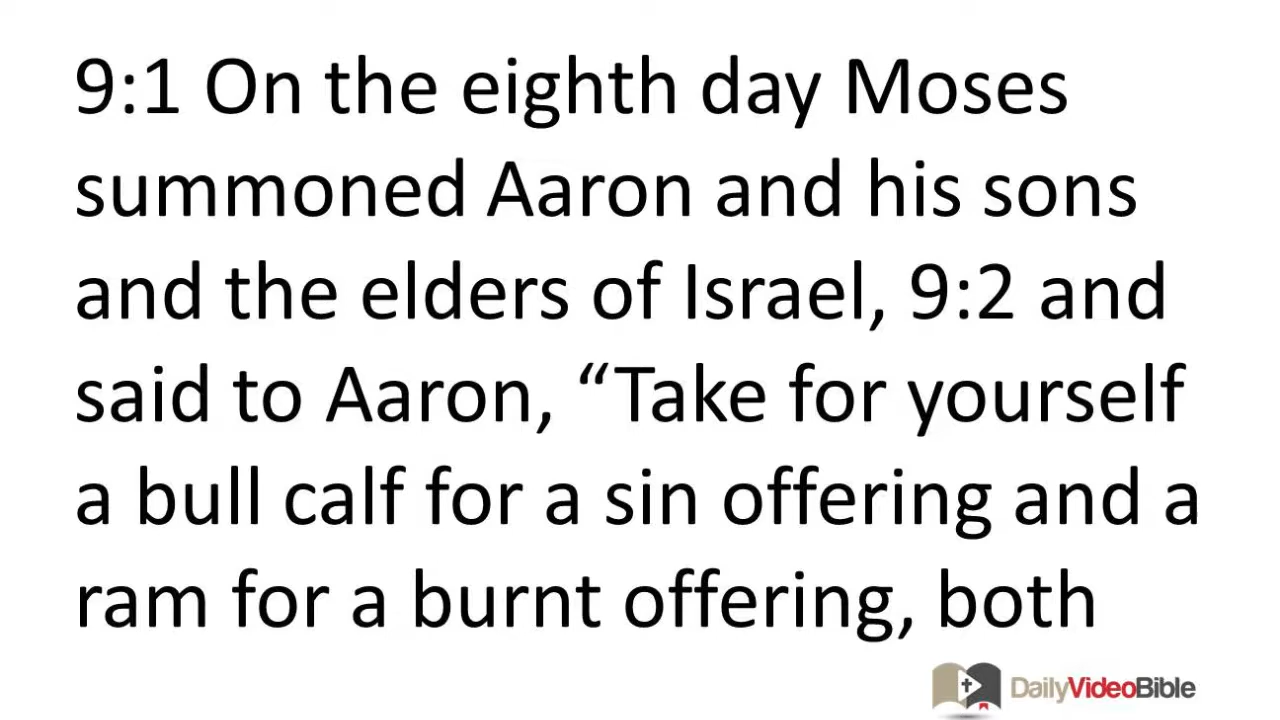 9:1 On the eighth day Moses
summoned Aaron and his sons
and the elders of Israel, 9:2 and
said to Aaron, “Take for yourself
a bull calf for a sin offering and a
ram for a burnt offering, both
DailyVideoBible